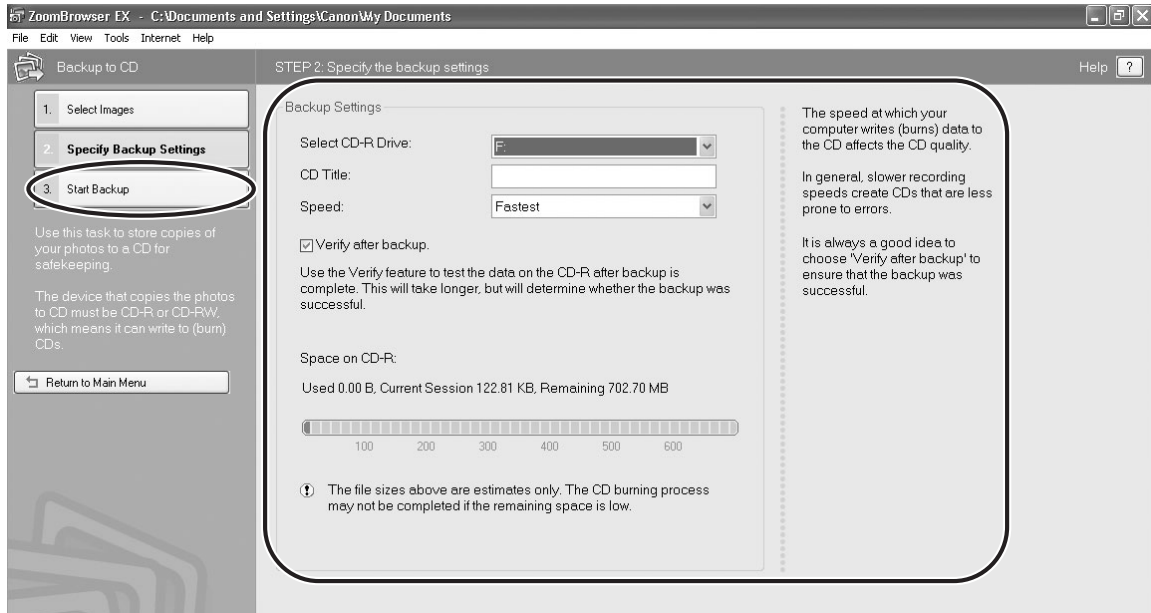 ZoomBrowser EX - C:\Documents and Settings\Canon\My Documents
File Edit View Tools Internet Help
Backup to CD
STEP 2: Specify the backup settings
Help ?
1. Select Images
2. Specify Backup Settings
3. Start Backup
Use this task to store copies of
your photos to a CD for
safekeeping.
The device that copies the photos
to CD must be CD-R or CD-RW,
which means it can write to (burn)
CDs.
Return to Main Menu
Backup Settings
Select CD-R Drive: F:
CD Title:
Speed: Fastest
Verify after backup.
Use the Verify feature to test the data on the CD-R after backup is
complete. This will take longer, but will determine whether the backup was
successful.
Space on CD-R:
Used 0.00 B, Current Session 122.81 KB, Remaining 702.70 MB
100 200 300 400 500 600
The file sizes above are estimates only. The CD burning process
may not be completed if the remaining space is low.
The speed at which your
computer writes (burns) data to
the CD affects the CD quality.
In general, slower recording
speeds create CDs that are less
prone to errors.
It is always a good idea to
choose 'Verify after backup' to
ensure that the backup was
successful.